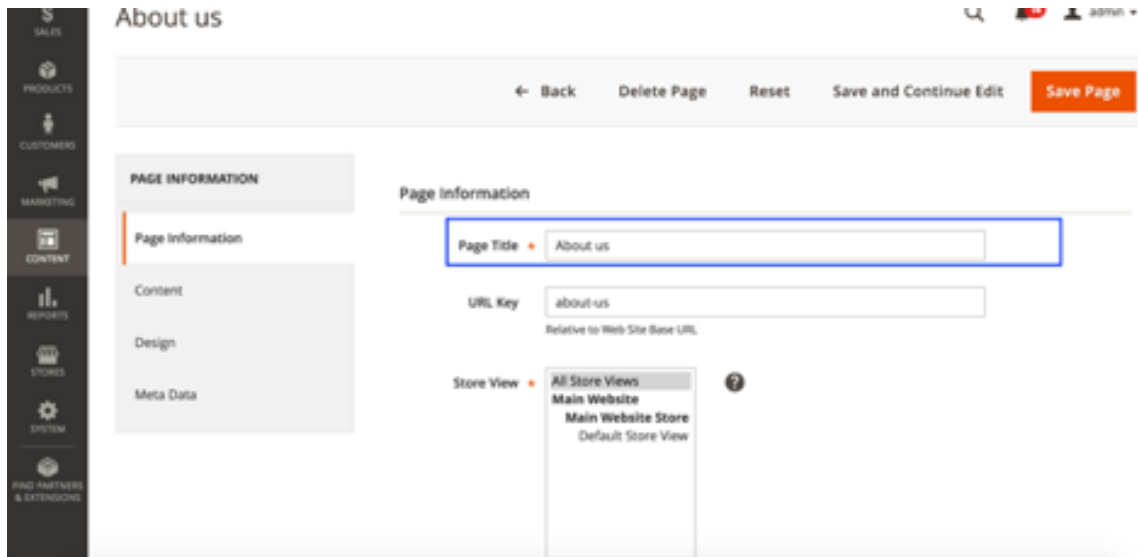 About us
admin
SALES
PRODUCTS
CUSTOMERS
MARKETING
CONTENT
REPORTS
STORES
SYSTEM
FIND PARTNERS
& EXTENSIONS
← Back
Delete Page
Reset
Save and Continue Edit
Save Page
PAGE INFORMATION
Page Information
Content
Design
Meta Data
Page Information
Page Title * About us
URL Key about-us
Relative to Web Site Base URL
Store View * All Store Views
Main Website
Main Website Store
Default Store View